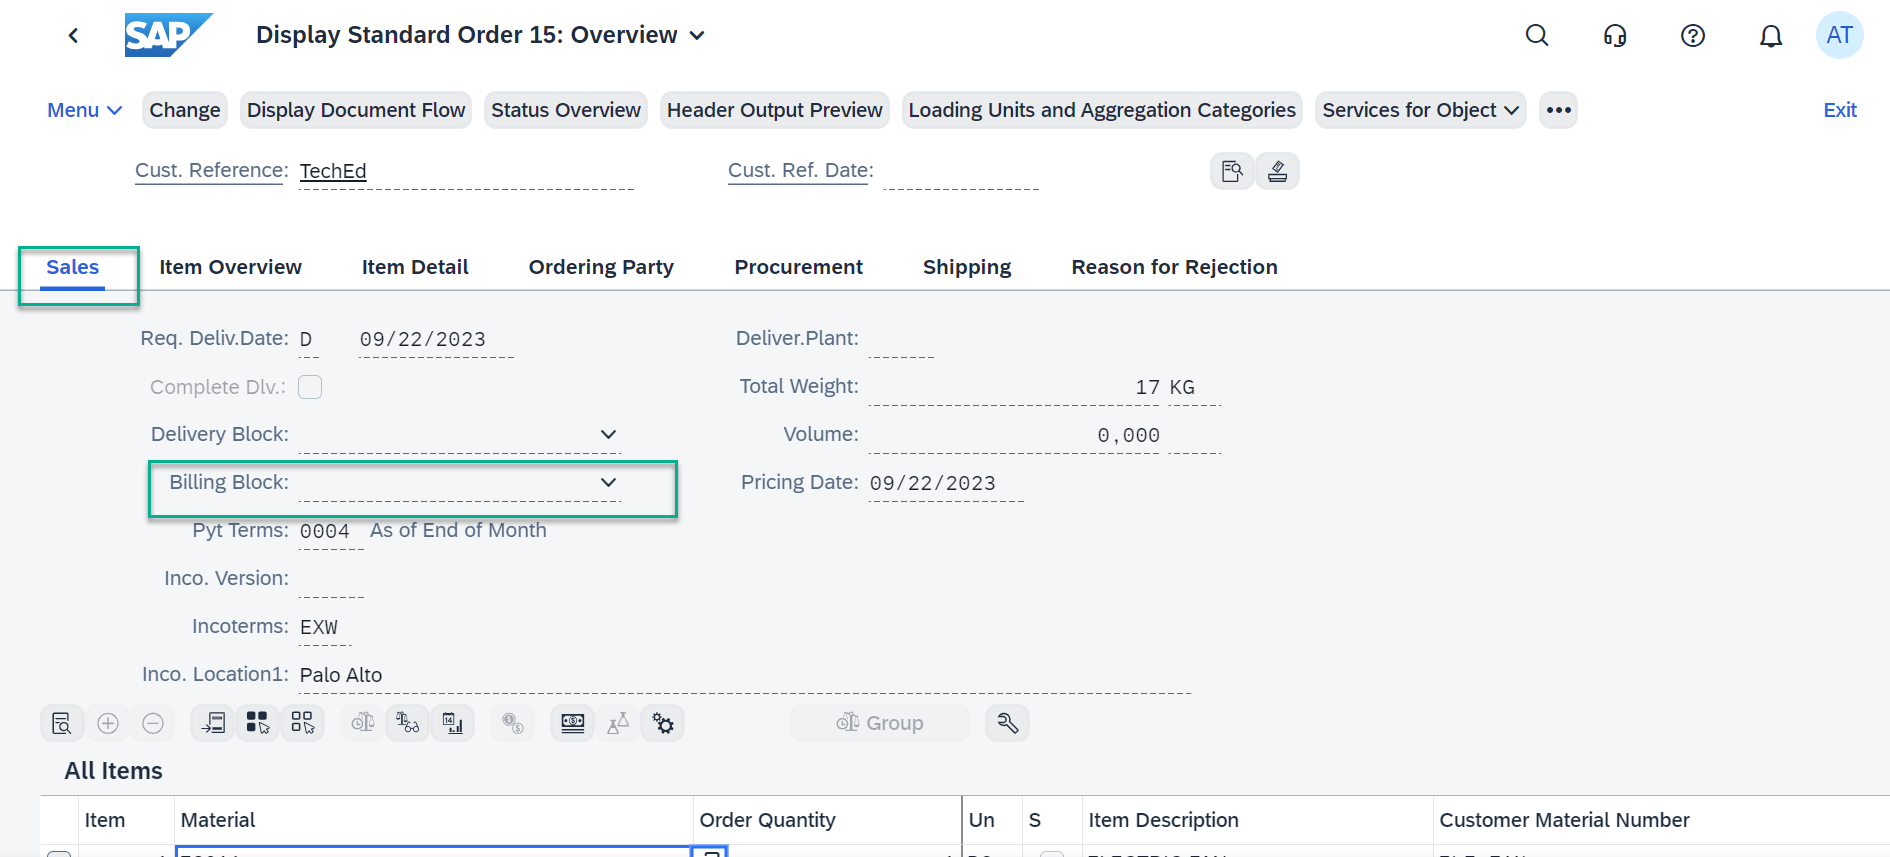 SAP Display Standard Order 15: Overview AT
Menu Change Display Document Flow Status Overview Header Output Preview Loading Units and Aggregation Categories Services for Object ••• Exit
Cust. Reference: TechEd Cust. Ref. Date:
Sales Item Overview Item Detail Ordering Party Procurement Shipping Reason for Rejection
Req. Deliv.Date: D 09/22/2023 Deliver.Plant:
Complete Dlv.: Total Weight: 17 KG
Delivery Block: Volume: 0,000
Billing Block: Pricing Date: 09/22/2023
Pyt Terms: 0004 As of End of Month
Inco. Version:
Incoterms: EXW
Inco. Location1: Palo Alto
Group
All Items
Item Material Order Quantity Un S Item Description Customer Material Number